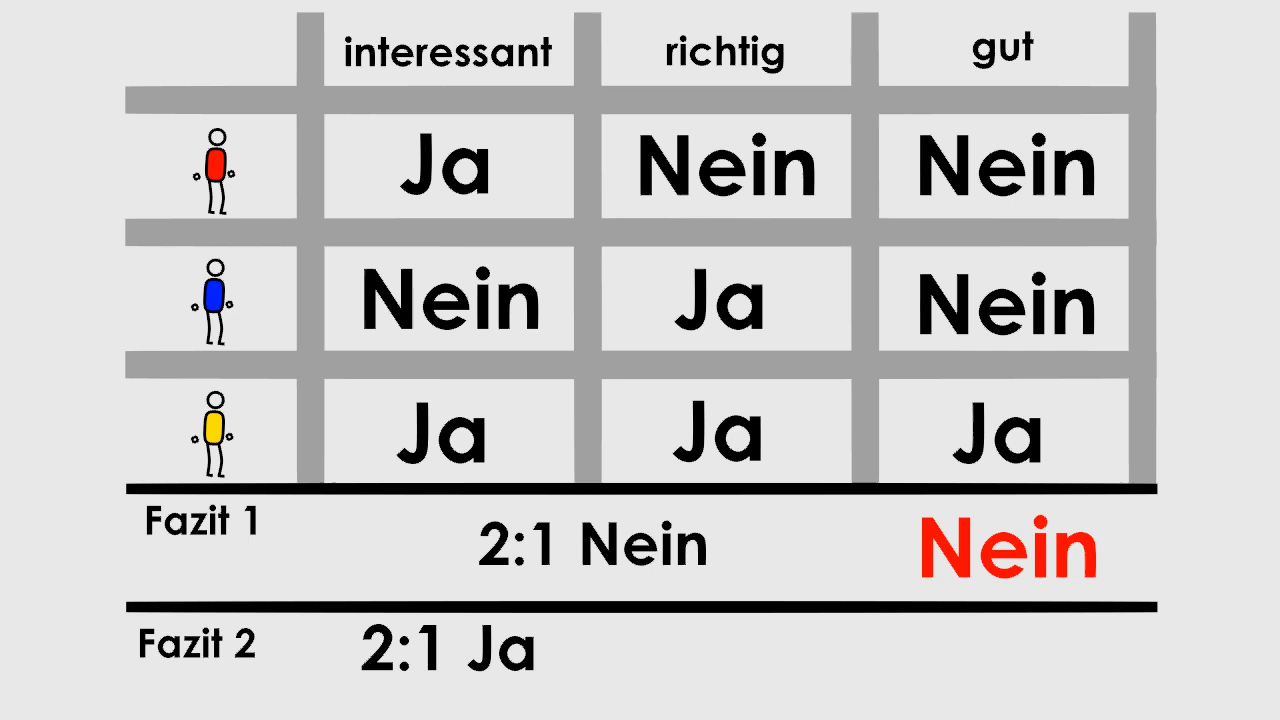 interessant richtig gut
Ja Nein Nein
Nein Ja Nein
Ja Ja Ja
Fazit 1 2:1 Nein Nein
Fazit 2 2:1 Ja